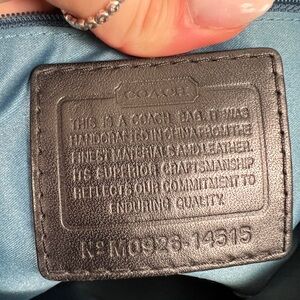 COACH
THIS IS A COACH BAG. IT WAS
HANDCRAFTED IN CHINA FROM THE
FINEST MATERIALS AND LEATHER.
ITS SUPERIOR CRAFTSMANSHIP
REFLECTS OUR COMMITMENT TO
ENDURING QUALITY.
Nº M0926-14515